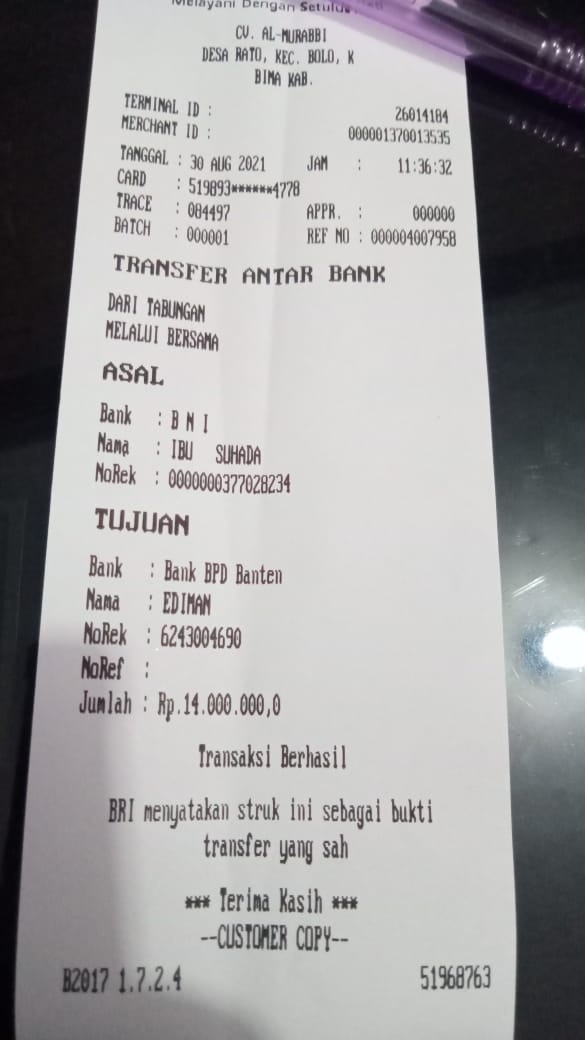 Melayani Dengan Setulus
CV. AL-MURABBI
DESA RATO, KEC. BOLO, K
BIMA KAB.
TERMINAL ID : 26014184
MERCHANT ID : 000001370013535
TANGGAL : 30 AUG 2021 JAM : 11:36:32
CARD : 519893******4778
TRACE : 084497 APPR. : 000000
BATCH : 000001 REF NO : 000004007958
TRANSFER ANTAR BANK
DARI TABUNGAN
MELALUI BERSAMA
ASAL
Bank : B N I
Nama : IBU SUHADA
NoRek : 0000000377028234
TUJUAN
Bank : Bank BPD Banten
Nama : EDIMAN
NoRek : 6243004690
NoRef :
Jumlah : Rp.14.000.000,0
Transaksi Berhasil
BRI menyatakan struk ini sebagai bukti
transfer yang sah
*** Terima Kasih ***
--CUSTOMER COPY--
B2017 1.7.2.4 51968763